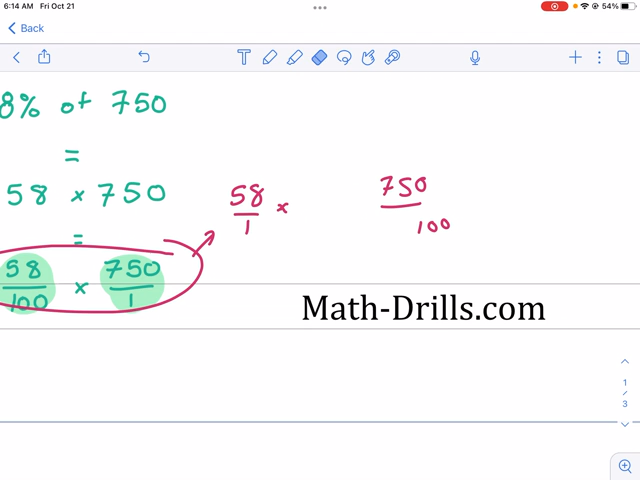 6:14 AM Fri Oct 21
54%
Back
T
8% of 750
=
58 × 750
=
58/100 × 750/1
58/1 × 750/100
Math-Drills.com
1/3